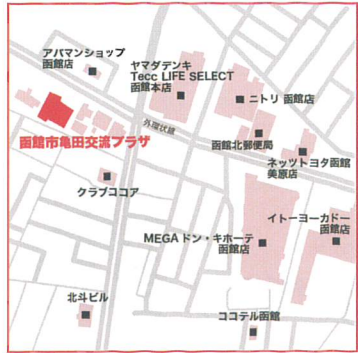 アパマンショップ
函館店
ヤマダデンキ
Tecc LIFE SELECT
函館本店
ニトリ 函館店
外環状線
函館市亀田交流プラザ
函館北郵便局
ネッツトヨタ函館
美原店
クラブココア
イトーヨーカドー
函館店
MEGA ドン・キホーテ
函館店
北斗ビル
ココテル函館